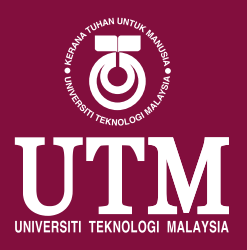 • KERANA TUHAN UNTUK MANUSIA •
UNIVERSITI TEKNOLOGI MALAYSIA
UTM
UNIVERSITI TEKNOLOGI MALAYSIA